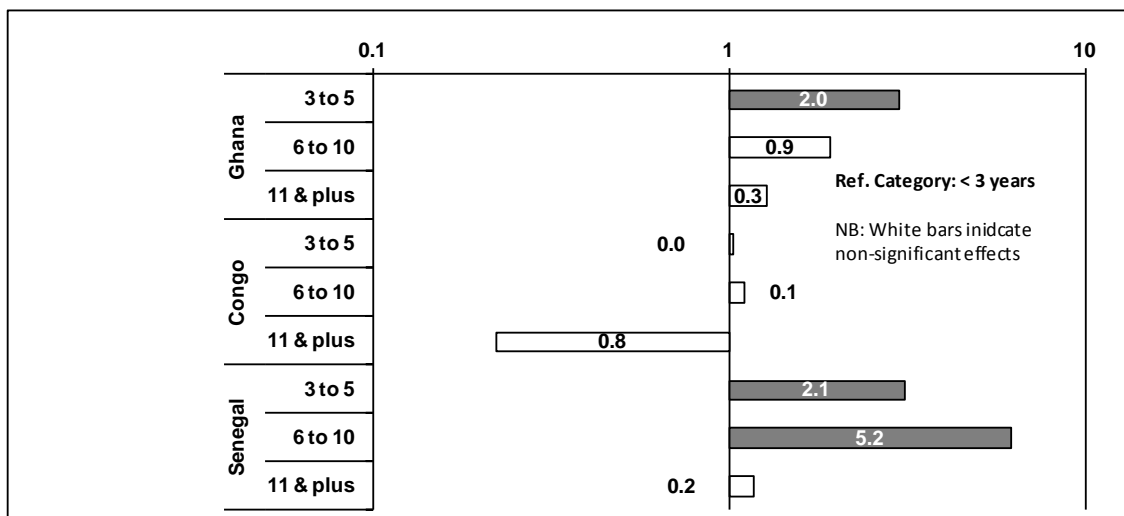 0.1 1 10
Ghana
3 to 5 2.0
6 to 10 0.9
11 & plus 0.3
Ref. Category: < 3 years
NB: White bars inidcate
non-significant effects
Congo
3 to 5 0.0
6 to 10 0.1
11 & plus 0.8
Senegal
3 to 5 2.1
6 to 10 5.2
11 & plus 0.2